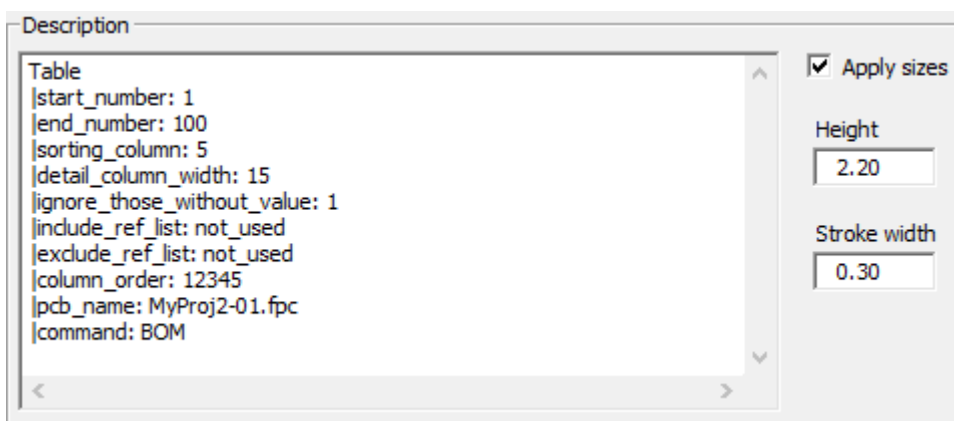 Description
Table
|start_number: 1
|end_number: 100
|sorting_column: 5
|detail_column_width: 15
|ignore_those_without_value: 1
|include_ref_list: not_used
|exclude_ref_list: not_used
|column_order: 12345
|pcb_name: MyProj2-01.fpc
|command: BOM
Apply sizes
Height
2.20
Stroke width
0.30